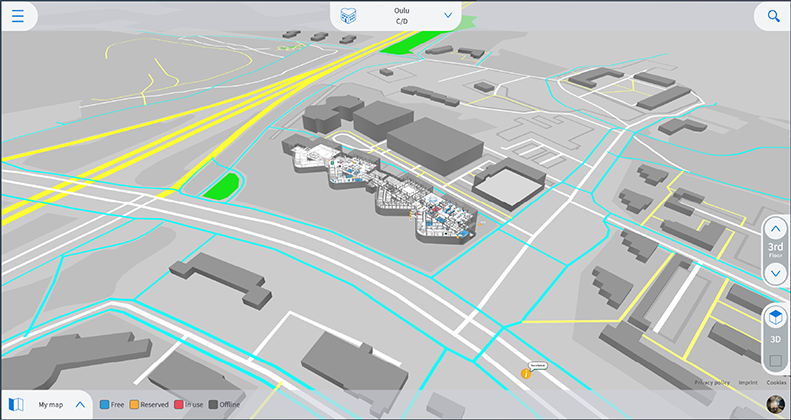 Oulu
C/D
3rd
Floor
3D
Privacy policy
Imprint
Cookies
My map
Free
Reserved
In use
Offline